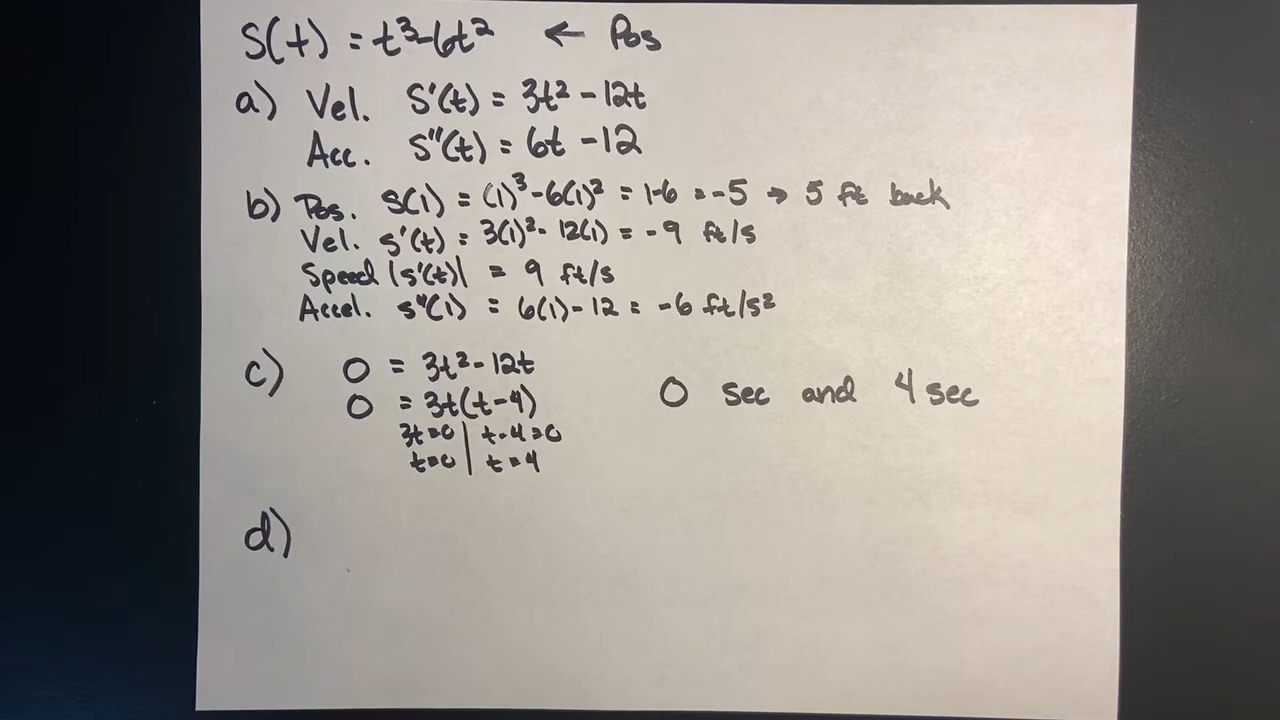 S(t) = t³-6t² ← Pos
a) Vel. S'(t) = 3t² - 12t
Acc. S"(t) = 6t - 12
b) Pos. S(1) = (1)³ - 6(1)² = 1-6 = -5 → 5 ft back
Vel. s'(t) = 3(1)² - 12(1) = -9 ft/s
Speed |s'(t)| = 9 ft/s
Accel. s"(1) = 6(1) - 12 = -6 ft/s²
c) 0 = 3t² - 12t
0 = 3t(t-4)
0 sec and 4 sec
3t=0 | t-4=0
t=0 | t=4
d)